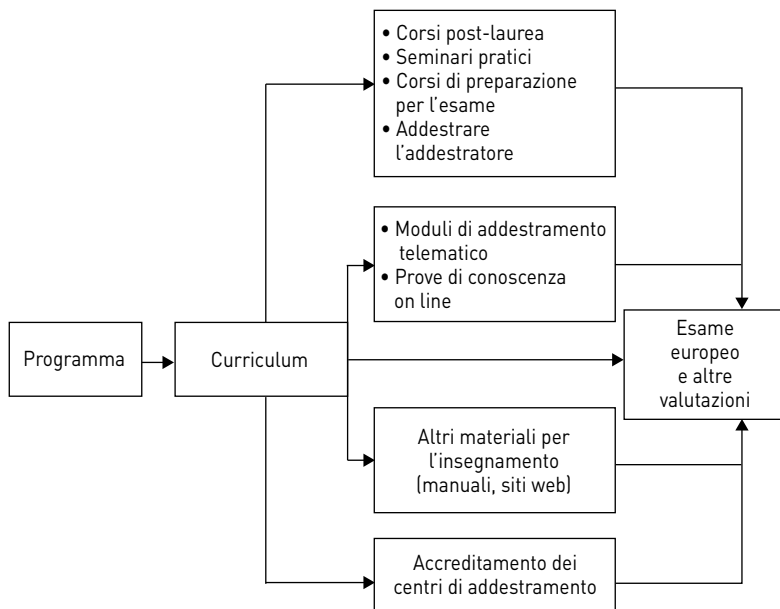 • Corsi post-laurea
• Seminari pratici
• Corsi di preparazione
per l'esame
• Addestrare
l'addestratore
• Moduli di addestramento
telematico
• Prove di conoscenza
on line
Programma
Curriculum
Esame
europeo
e altre
valutazioni
Altri materiali per
l'insegnamento
(manuali, siti web)
Accreditamento dei
centri di addestramento